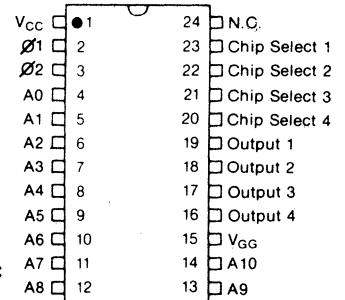 V_CC 1 24 N.C.
Ø1 2 23 Chip Select 1
Ø2 3 22 Chip Select 2
A0 4 21 Chip Select 3
A1 5 20 Chip Select 4
A2 6 19 Output 1
A3 7 18 Output 2
A4 8 17 Output 3
A5 9 16 Output 4
A6 10 15 V_GG
A7 11 14 A10
A8 12 13 A9